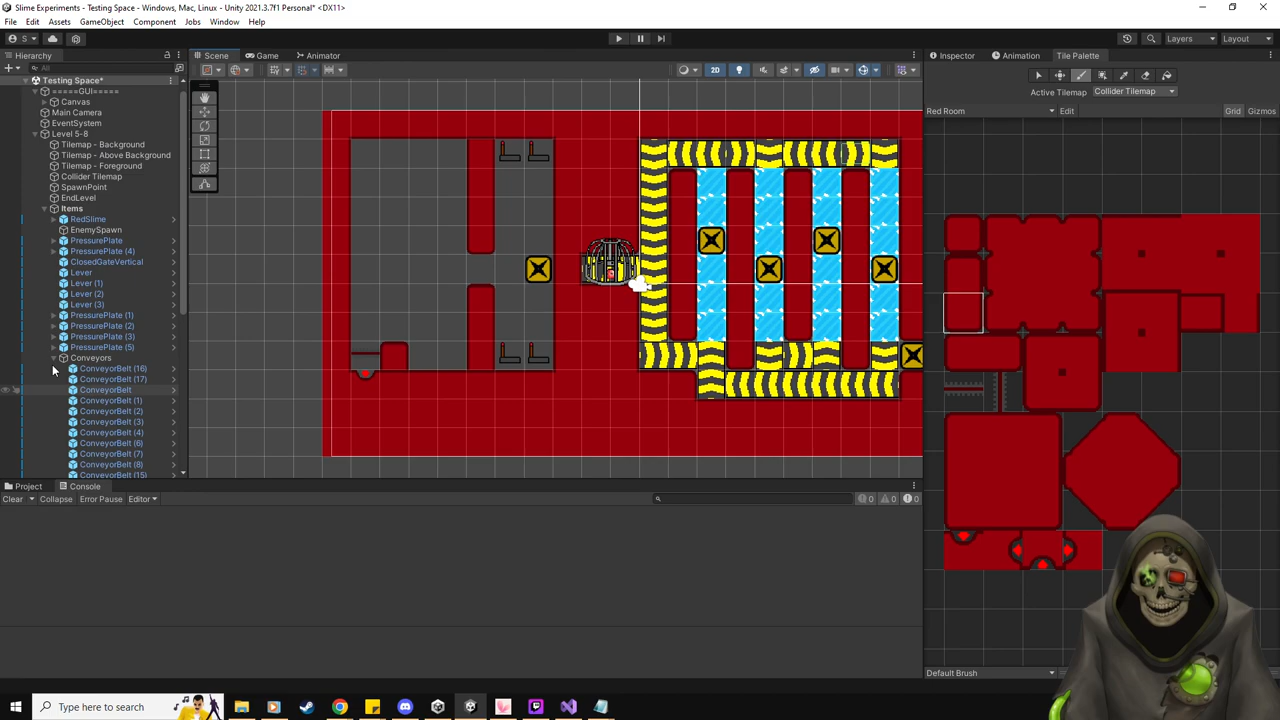 Slime Experiments - Testing Space - Windows, Mac, Linux - Unity 2021.3.7f1 Personal* <DX11>
File Edit Assets GameObject Component Jobs Window Help
S Layers Layout
Hierarchy Scene Game Animator Inspector Animation Tile Palette
All 2D
Testing Space*
=====GUI=====
Canvas
Main Camera
EventSystem
Level 5-8
Tilemap - Background
Tilemap - Above Background
Tilemap - Foreground
Collider Tilemap
SpawnPoint
EndLevel
Items
RedSlime
EnemySpawn
PressurePlate
PressurePlate (4)
ClosedGateVertical
Lever
Lever (1)
Lever (2)
Lever (3)
PressurePlate (1)
PressurePlate (2)
PressurePlate (3)
PressurePlate (5)
Conveyors
ConveyorBelt (16)
ConveyorBelt (17)
ConveyorBelt
ConveyorBelt (1)
ConveyorBelt (2)
ConveyorBelt (3)
ConveyorBelt (4)
ConveyorBelt (6)
ConveyorBelt (7)
ConveyorBelt (8)
ConveyorBelt (15)
Active Tilemap Collider Tilemap
Red Room Edit Grid Gizmos
Default Brush
Project Console
Clear Collapse Error Pause Editor 0 0 0
Type here to search